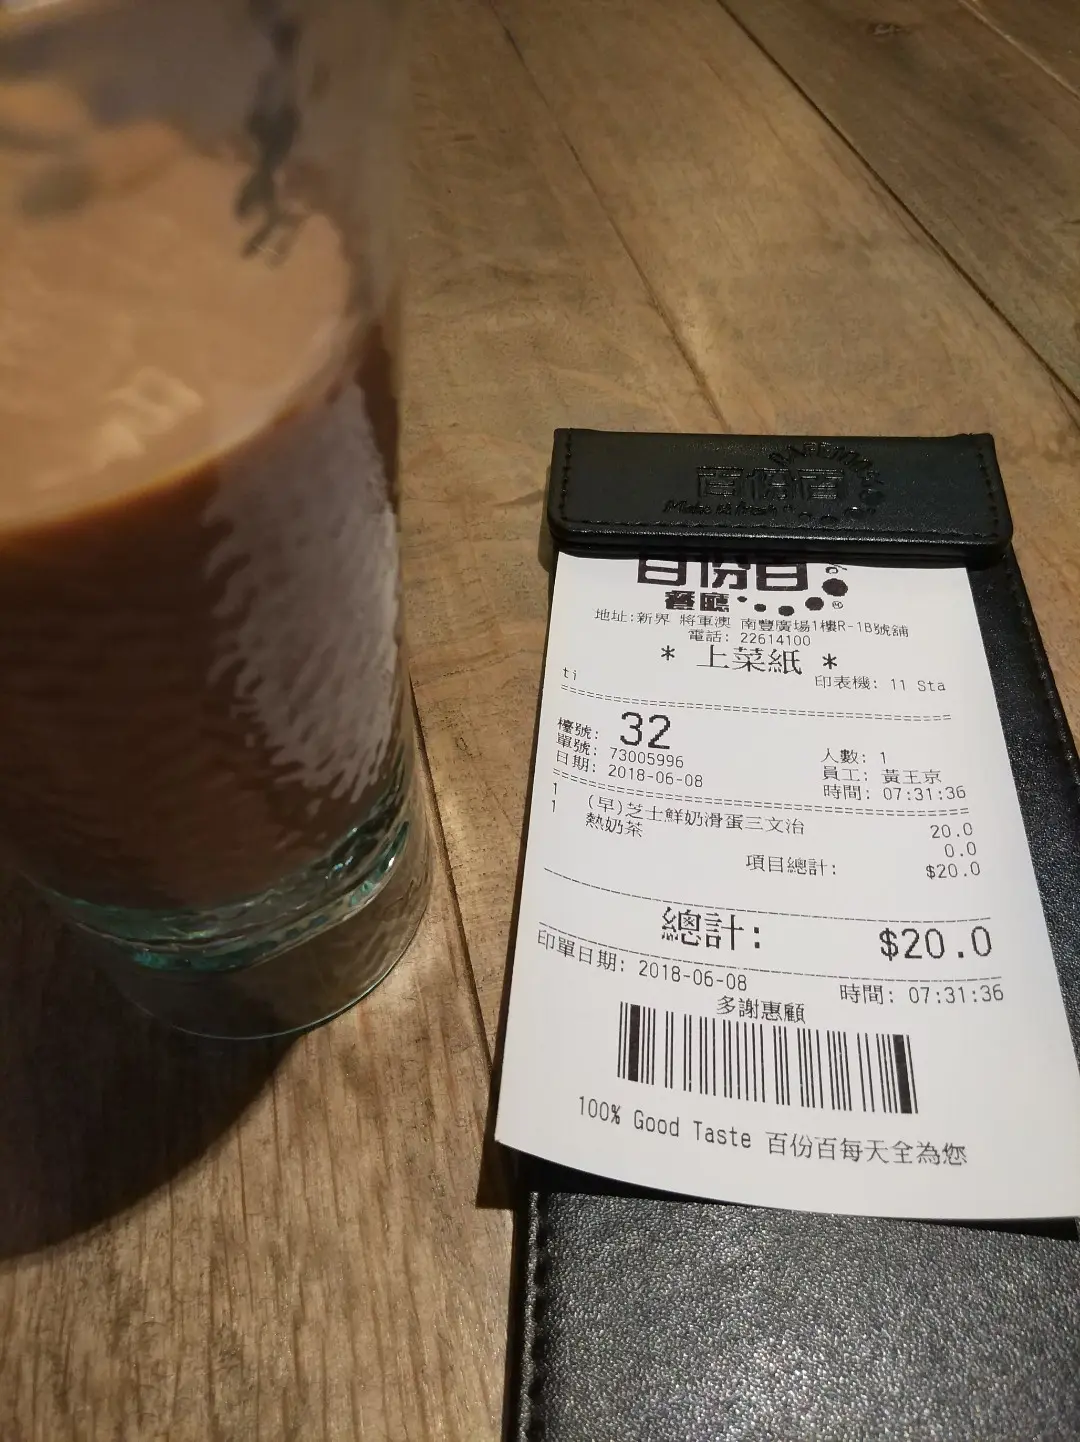 百份百
Make it fresh
百份百%
餐廳®
地址:新界 將軍澳 南豐廣場1樓R-1B號舖
電話: 22614100
* 上菜紙 *
印表機: 11 Sta
ti
檯號: 32 人數: 1
單號: 73005996 員工: 黃王京
日期: 2018-06-08 時間: 07:31:36
1 (早)芝士鮮奶滑蛋三文治 20.0
1 熱奶茶 0.0
項目總計: $20.0
總計: $20.0
印單日期: 2018-06-08 時間: 07:31:36
多謝惠顧
100% Good Taste 百份百每天全為您